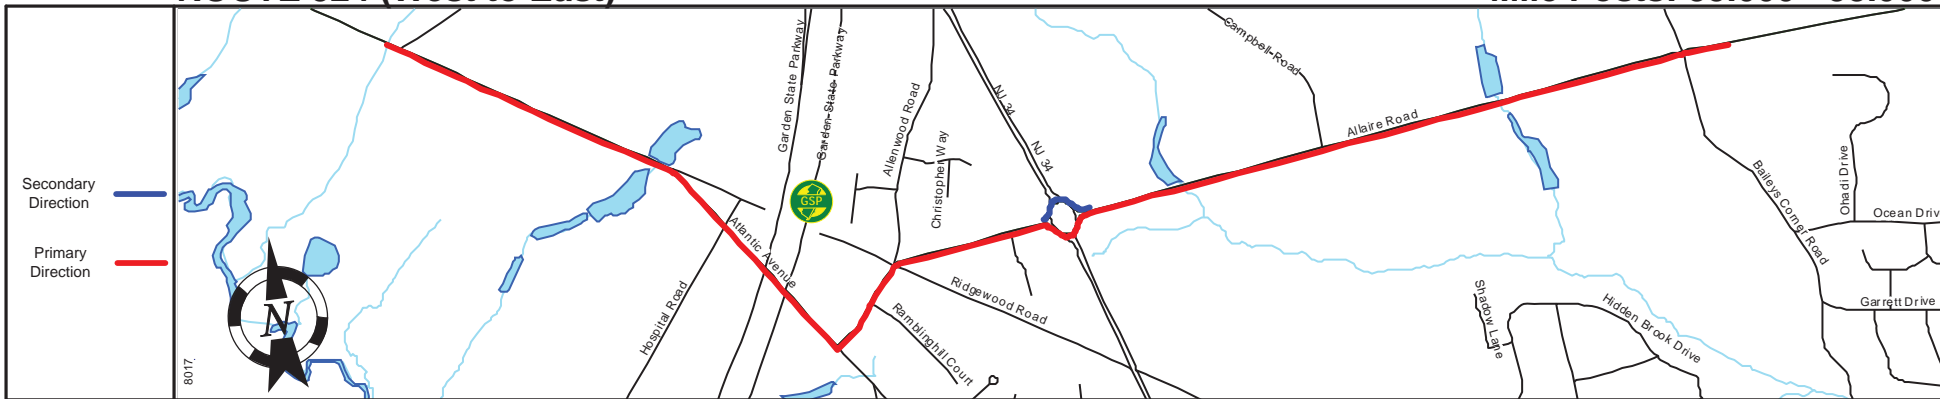 Secondary
Direction
Primary
Direction
8017.
N
Garden State Parkway
Garden State Parkway
GSP
Allenwood Road
Christopher Way
NJ 34
NJ 34
Campbell Road
Allaire Road
Baileys Corner Road
Ohadi Drive
Ocean Driv
Garrett Drive
Atlantic Avenue
Hospital Road
Ridgewood Road
Ramblinghill Court
Shadow Lane
Hidden Brook Drive